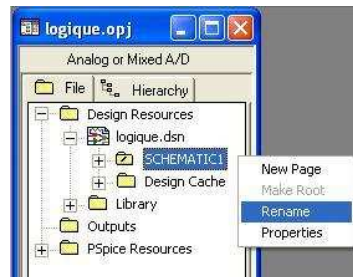 logique.opj
Analog or Mixed A/D
File
Hierarchy
Design Resources
logique.dsn
SCHEMATIC1
Design Cache
Library
Outputs
PSpice Resources
New Page
Make Root
Rename
Properties